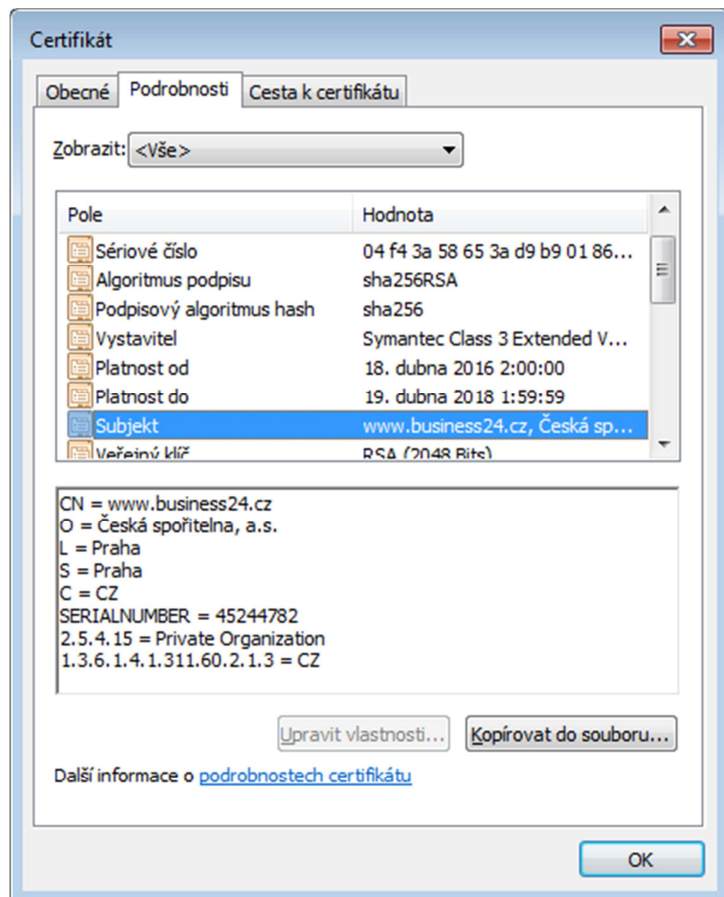 Certifikát
Obecné Podrobnosti Cesta k certifikátu
Zobrazit: <Vše>
Pole Hodnota
Sériové číslo 04 f4 3a 58 65 3a d9 b9 01 86...
Algoritmus podpisu sha256RSA
Podpisový algoritmus hash sha256
Vystavitel Symantec Class 3 Extended V...
Platnost od 18. dubna 2016 2:00:00
Platnost do 19. dubna 2018 1:59:59
Subjekt www.business24.cz, Česká sp...
Veřejný klíč RSA (2048 Bits)
CN = www.business24.cz
O = Česká spořitelna, a.s.
L = Praha
S = Praha
C = CZ
SERIALNUMBER = 45244782
2.5.4.15 = Private Organization
1.3.6.1.4.1.311.60.2.1.3 = CZ
Upravit vlastnosti... Kopírovat do souboru...
Další informace o podrobnostech certifikátu
OK